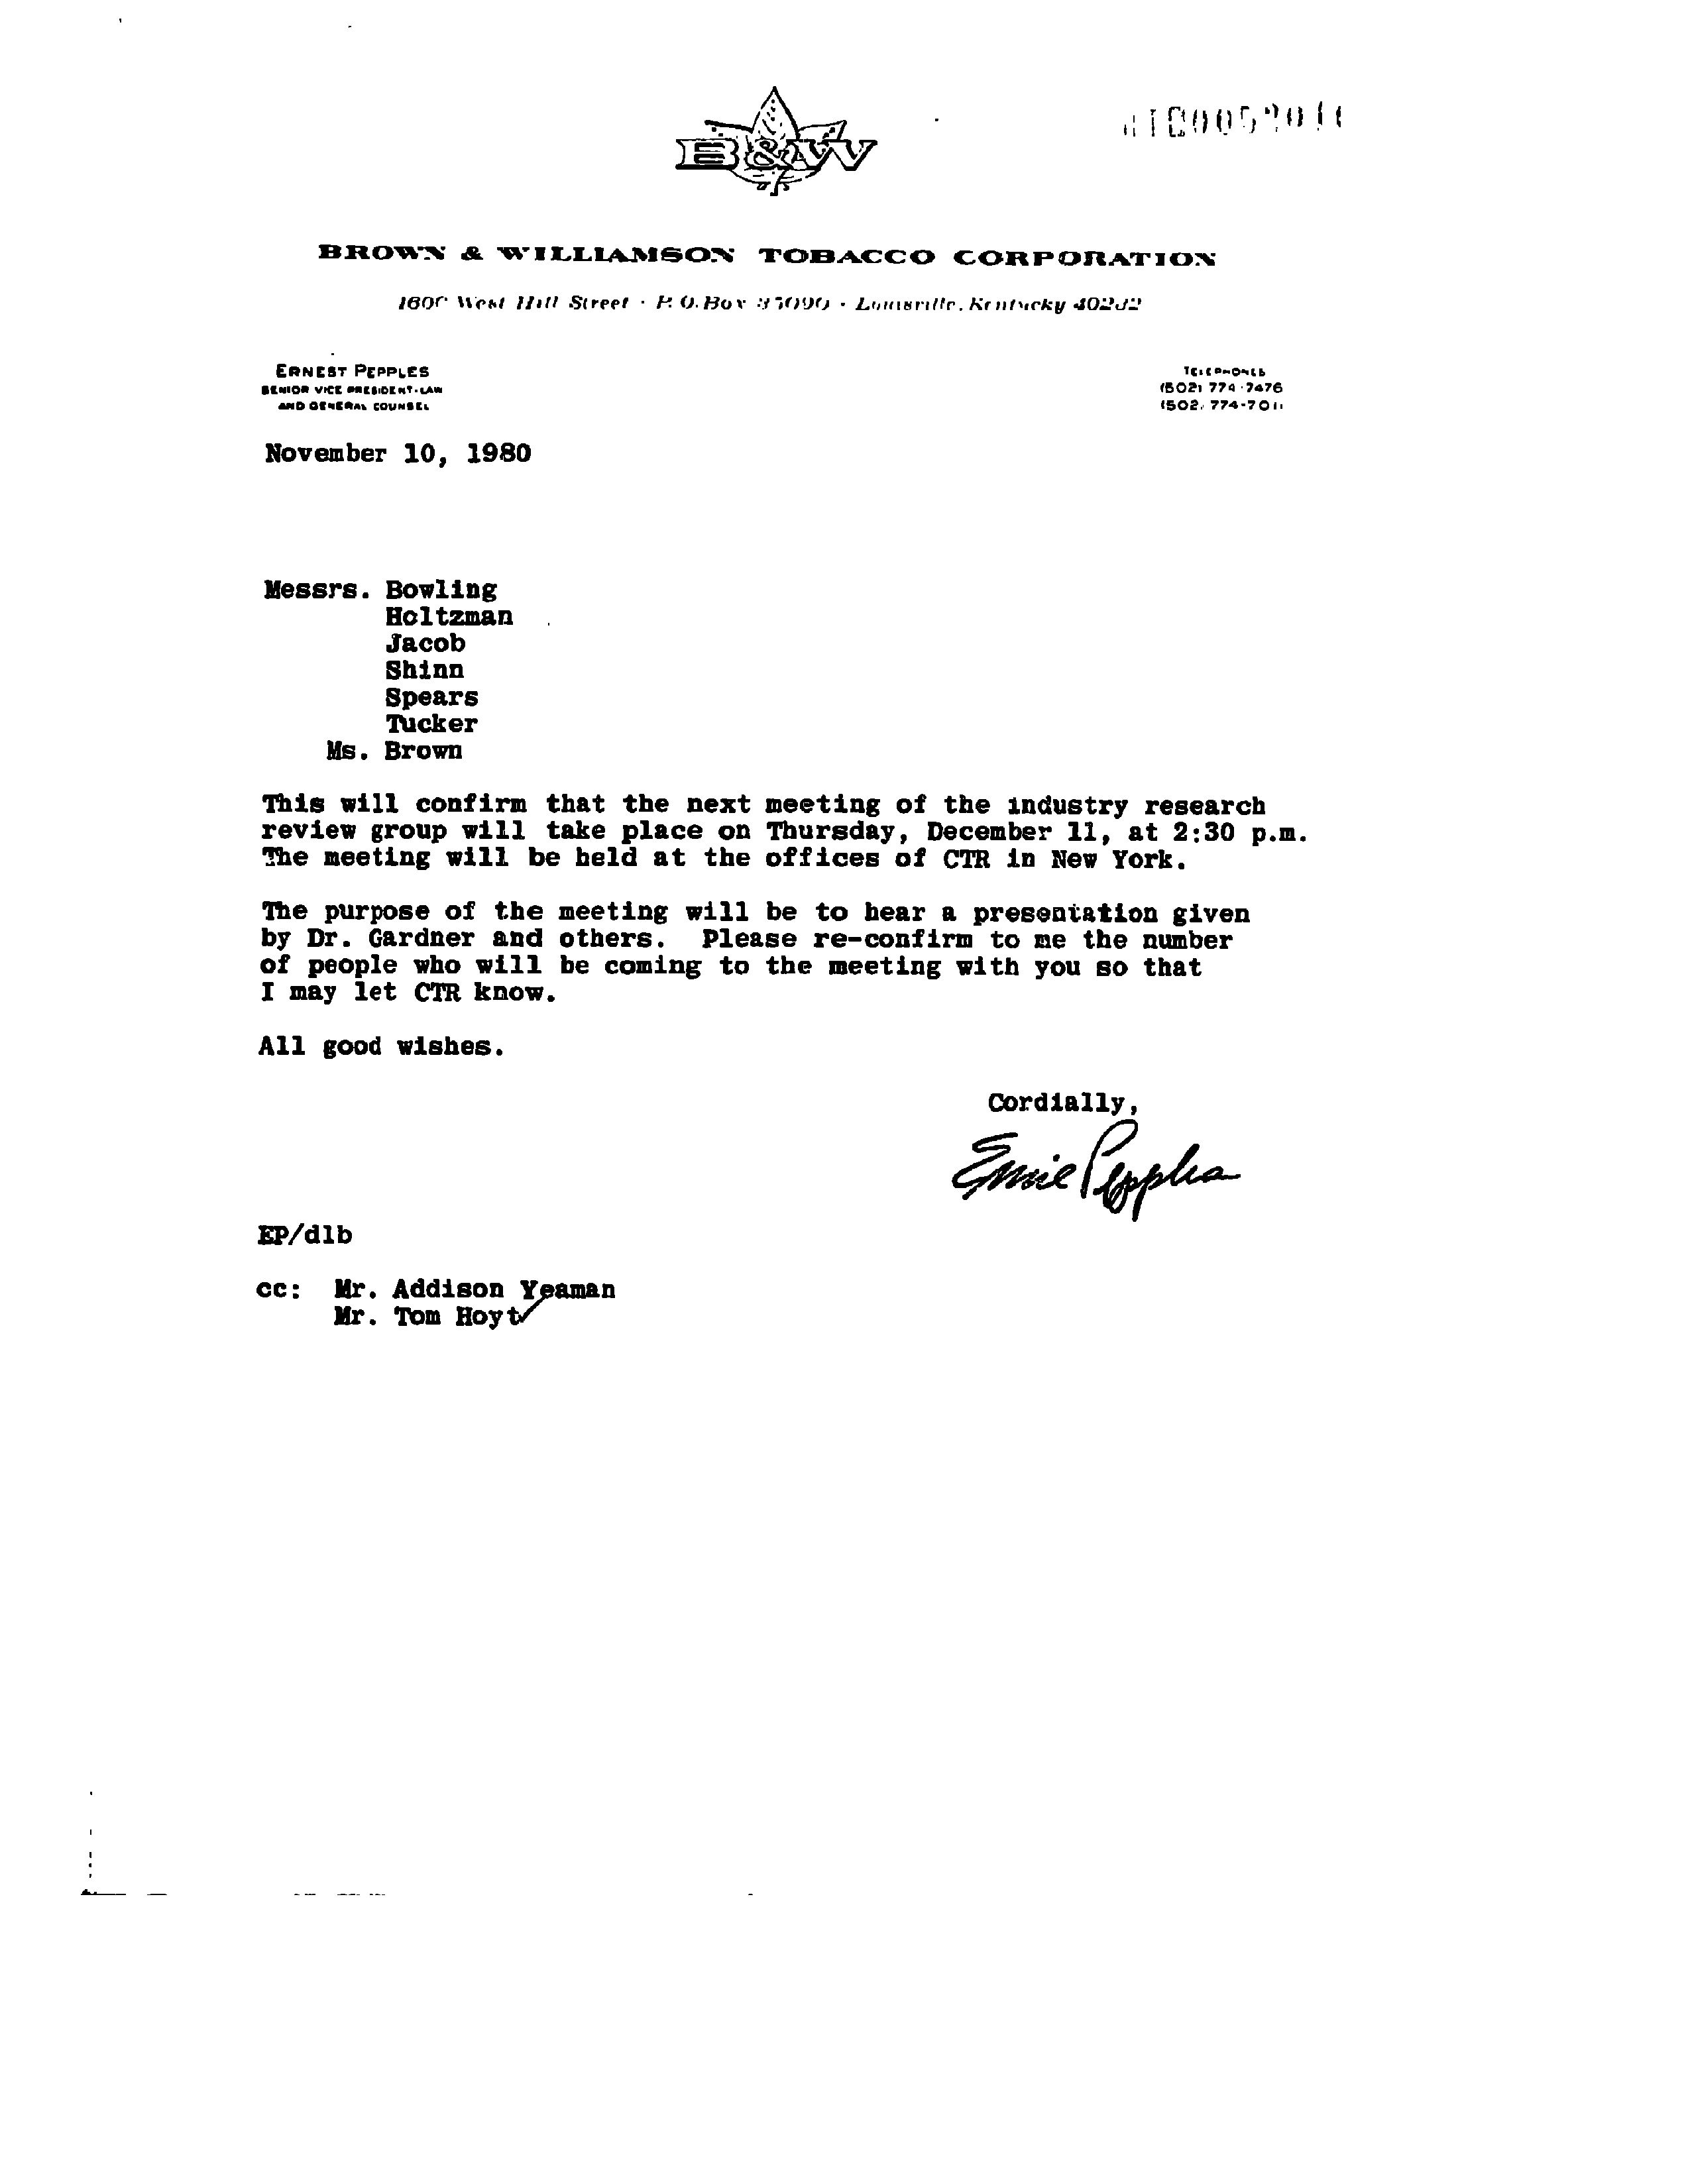 B&W
BROWN & WILLIAMSON TOBACCO CORPORATION
1600 West Hill Street · P. O. Box 35090 · Louisville, Kentucky 40232
ERNEST PEPPLES
SENIOR VICE PRESIDENT-LAW
AND GENERAL COUNSEL
TELEPHONES
(502) 774-7476
(502) 774-7011
November 10, 1980
Messrs. Bowling
Holtzman
Jacob
Shinn
Spears
Tucker
Ms. Brown
This will confirm that the next meeting of the industry research
review group will take place on Thursday, December 11, at 2:30 p.m.
The meeting will be held at the offices of CTR in New York.
The purpose of the meeting will be to hear a presentation given
by Dr. Gardner and others. Please re-confirm to me the number
of people who will be coming to the meeting with you so that
I may let CTR know.
All good wishes.
Cordially,
Ernie Pepples
EP/dlb
cc: Mr. Addison Yeaman
Mr. Tom Hoyt